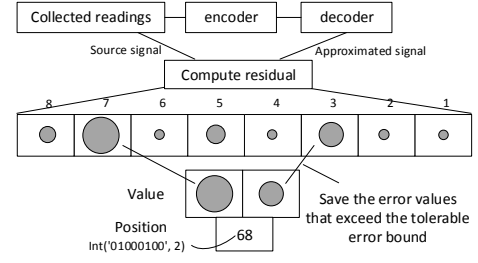 Collected readings
encoder
decoder
Source signal
Approximated signal
Compute residual
8 7 6 5 4 3 2 1
Value
Save the error values
that exceed the tolerable
error bound
Position
Int('01000100', 2)
68